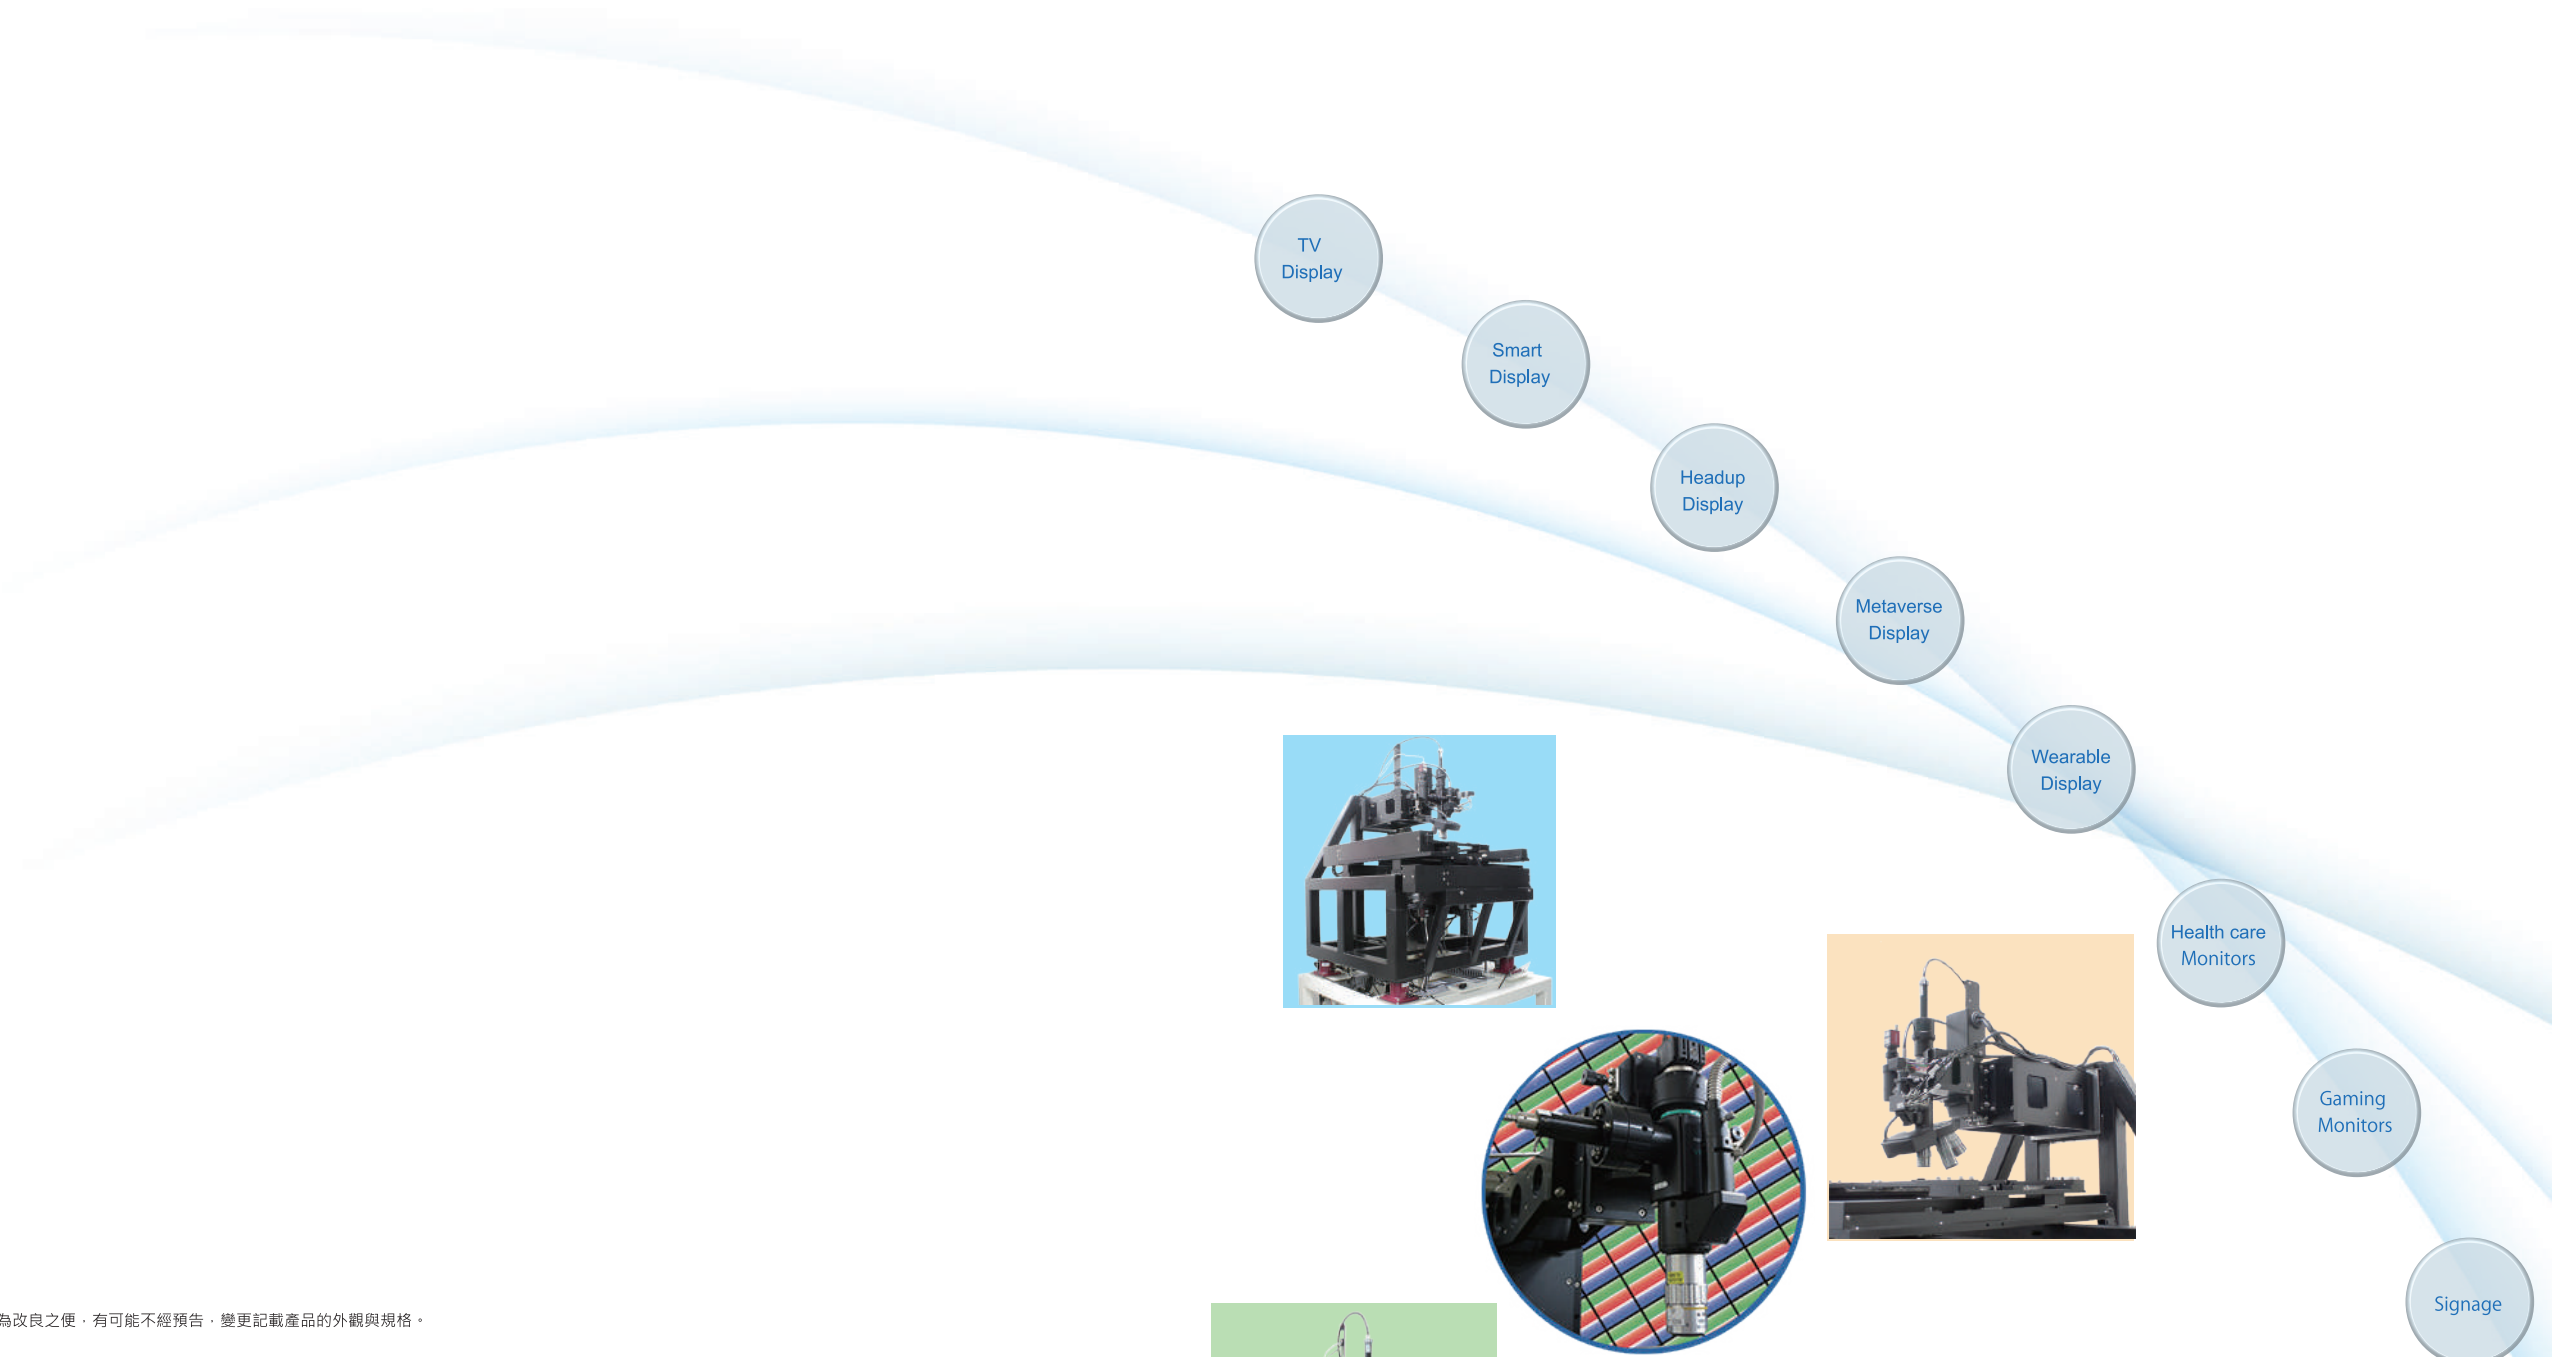 TV
Display
Smart
Display
Headup
Display
Metaverse
Display
Wearable
Display
Health care
Monitors
Gaming
Monitors
Signage
為改良之便，有可能不經預告，變更記載產品的外觀與規格。